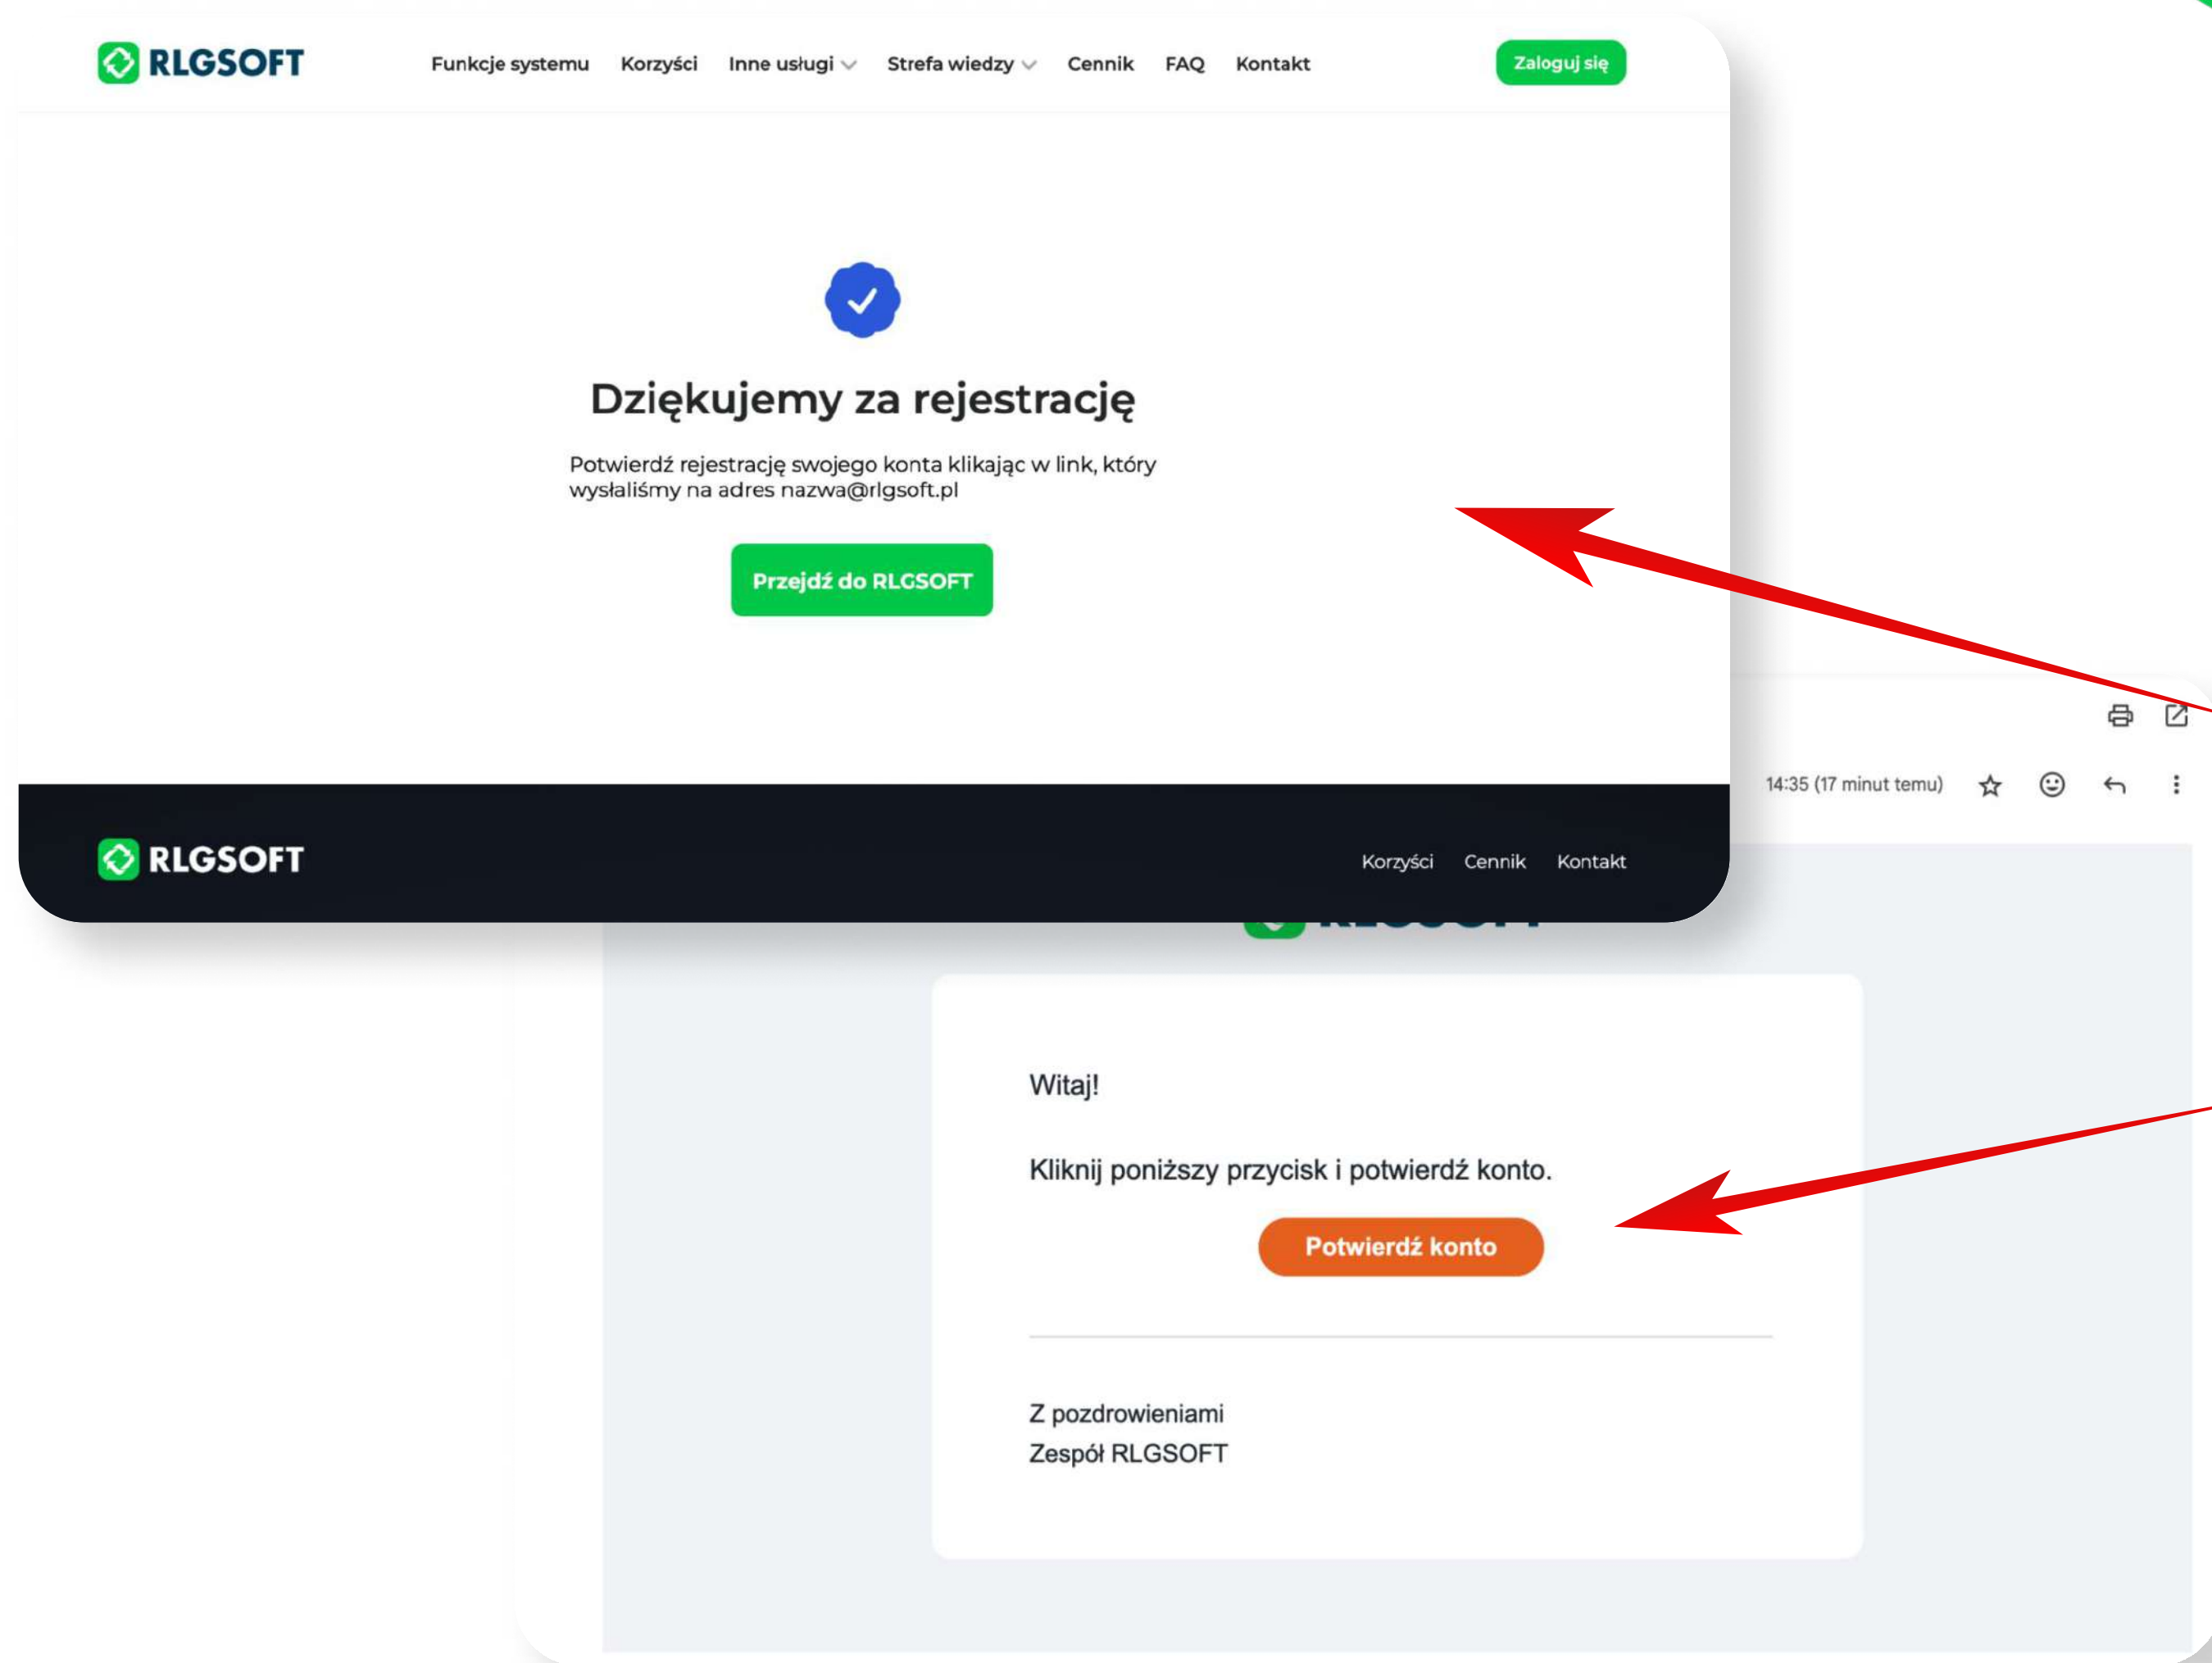 RLGSOFT
Funkcje systemu Korzyści Inne usługi Strefa wiedzy Cennik FAQ Kontakt
Zaloguj się
Dziękujemy za rejestrację
Potwierdź rejestrację swojego konta klikając w link, który
wysłaliśmy na adres nazwa@rlgsoft.pl
Przejdź do RLGSOFT
14:35 (17 minut temu)
RLGSOFT
Korzyści Cennik Kontakt
Witaj!
Kliknij poniższy przycisk i potwierdź konto.
Potwierdź konto
Z pozdrowieniami
Zespół RLGSOFT